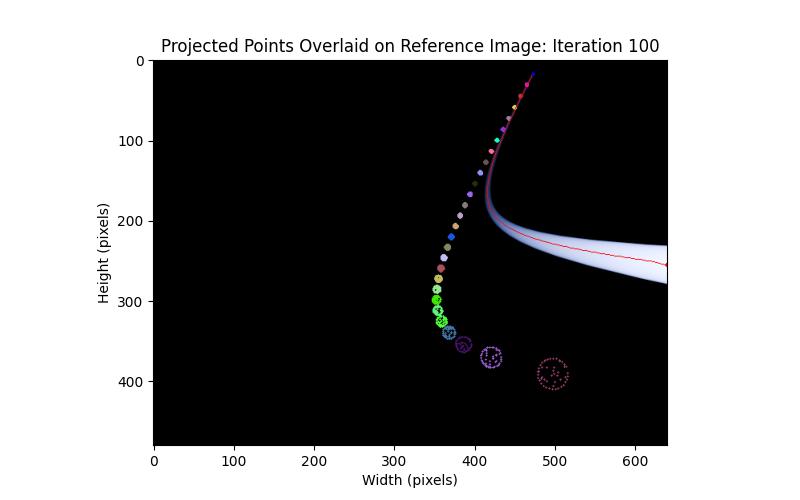 Projected Points Overlaid on Reference Image: Iteration 100
0
100
200
300
400
Height (pixels)
0 100 200 300 400 500 600
Width (pixels)